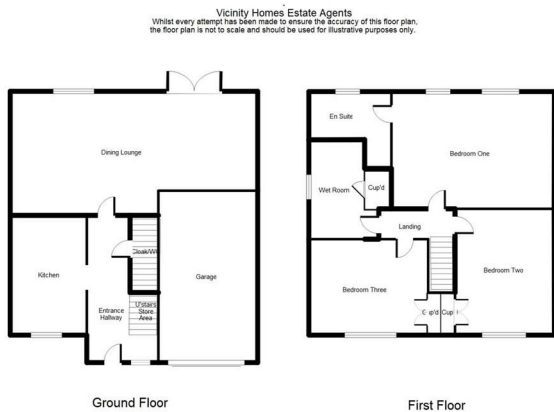 Vicinity Homes Estate Agents
Whilst every attempt has been made to ensure the accuracy of this floor plan,
the floor plan is not to scale and should be used for illustrative purposes only.
Dining Lounge
Kitchen
Cloak/WC
Garage
Entrance
Hallway
U'stairs
Store
Area
Ground Floor
En Suite
Bedroom One
Wet Room
Cup'd
Landing
Bedroom Two
Bedroom Three
Cup'd
Cup
First Floor